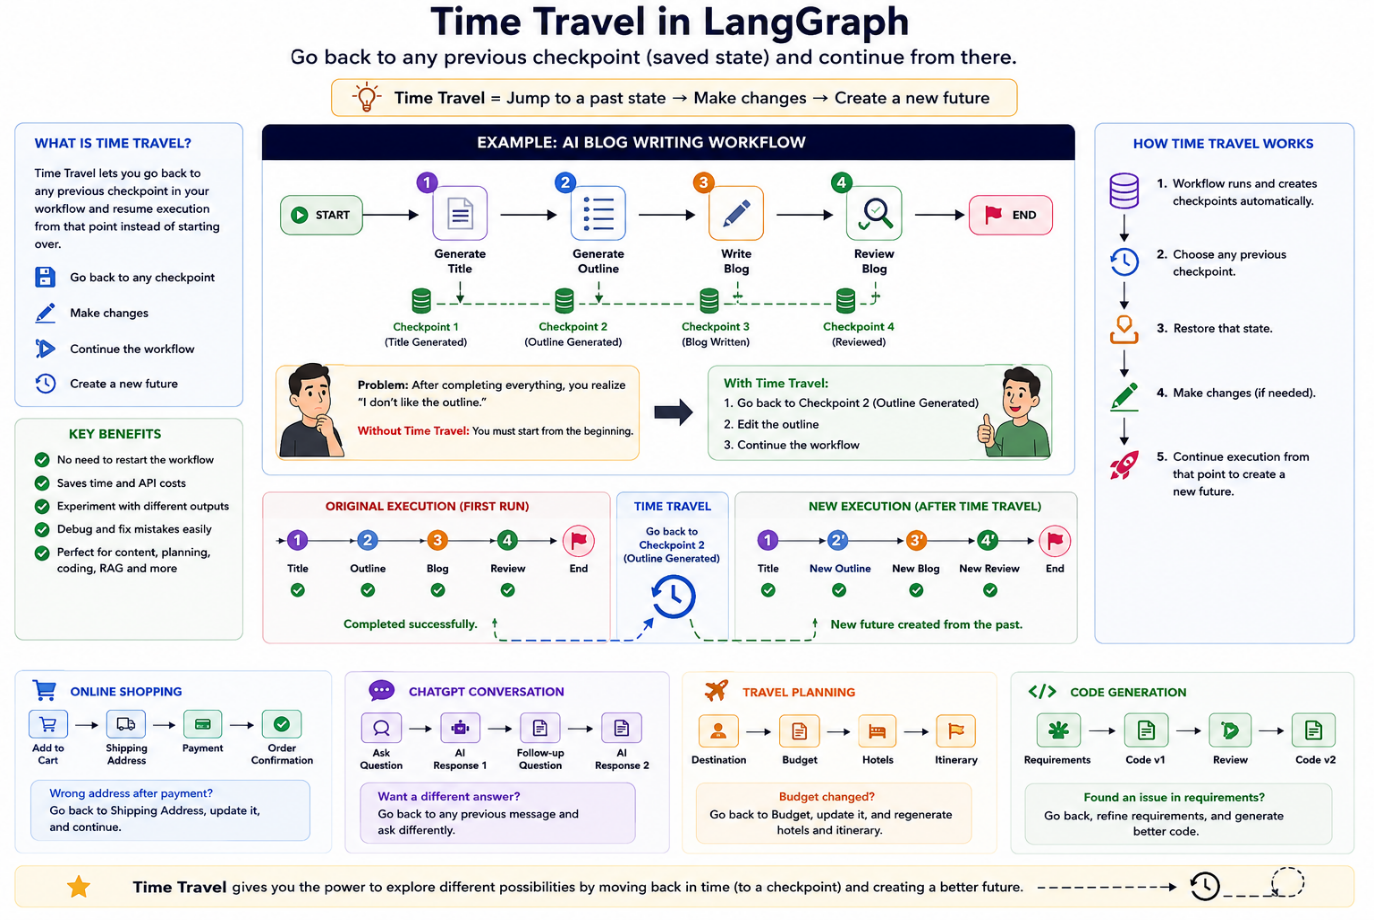 Time Travel in LangGraph
Go back to any previous checkpoint (saved state) and continue from there.
Time Travel = Jump to a past state → Make changes → Create a new future
WHAT IS TIME TRAVEL?
Time Travel lets you go back to
any previous checkpoint in your
workflow and resume execution
from that point instead of starting
over.
Go back to any checkpoint
Make changes
Continue the workflow
Create a new future
KEY BENEFITS
No need to restart the workflow
Saves time and API costs
Experiment with different outputs
Debug and fix mistakes easily
Perfect for content, planning,
coding, RAG and more
EXAMPLE: AI BLOG WRITING WORKFLOW
START
1
Generate
Title
2
Generate
Outline
3
Write
Blog
4
Review
Blog
END
Checkpoint 1
(Title Generated)
Checkpoint 2
(Outline Generated)
Checkpoint 3
(Blog Written)
Checkpoint 4
(Reviewed)
Problem: After completing everything, you realize
“I don’t like the outline.”
Without Time Travel: You must start from the beginning.
With Time Travel:
1. Go back to Checkpoint 2 (Outline Generated)
2. Edit the outline
3. Continue the workflow
HOW TIME TRAVEL WORKS
1. Workflow runs and creates
checkpoints automatically.
2. Choose any previous
checkpoint.
3. Restore that state.
4. Make changes (if needed).
5. Continue execution from
that point to create a
new future.
ORIGINAL EXECUTION (FIRST RUN)
1 2 3 4
Title Outline Blog Review End
Completed successfully.
TIME TRAVEL
Go back to
Checkpoint 2
(Outline Generated)
NEW EXECUTION (AFTER TIME TRAVEL)
1 2' 3' 4'
Title New Outline New Blog New Review End
New future created from the past.
ONLINE SHOPPING
Add to
Cart
Shipping
Address
Payment
Order
Confirmation
Wrong address after payment?
Go back to Shipping Address, update it,
and continue.
CHATGPT CONVERSATION
Ask
Question
AI
Response 1
Follow-up
Question
AI
Response 2
Want a different answer?
Go back to any previous message and
ask differently.
TRAVEL PLANNING
Destination
Budget
Hotels
Itinerary
Budget changed?
Go back to Budget, update it, and regenerate
hotels and itinerary.
</> CODE GENERATION
Requirements
Code v1
Review
Code v2
Found an issue in requirements?
Go back, refine requirements, and generate
better code.
Time Travel gives you the power to explore different possibilities by moving back in time (to a checkpoint) and creating a better future.